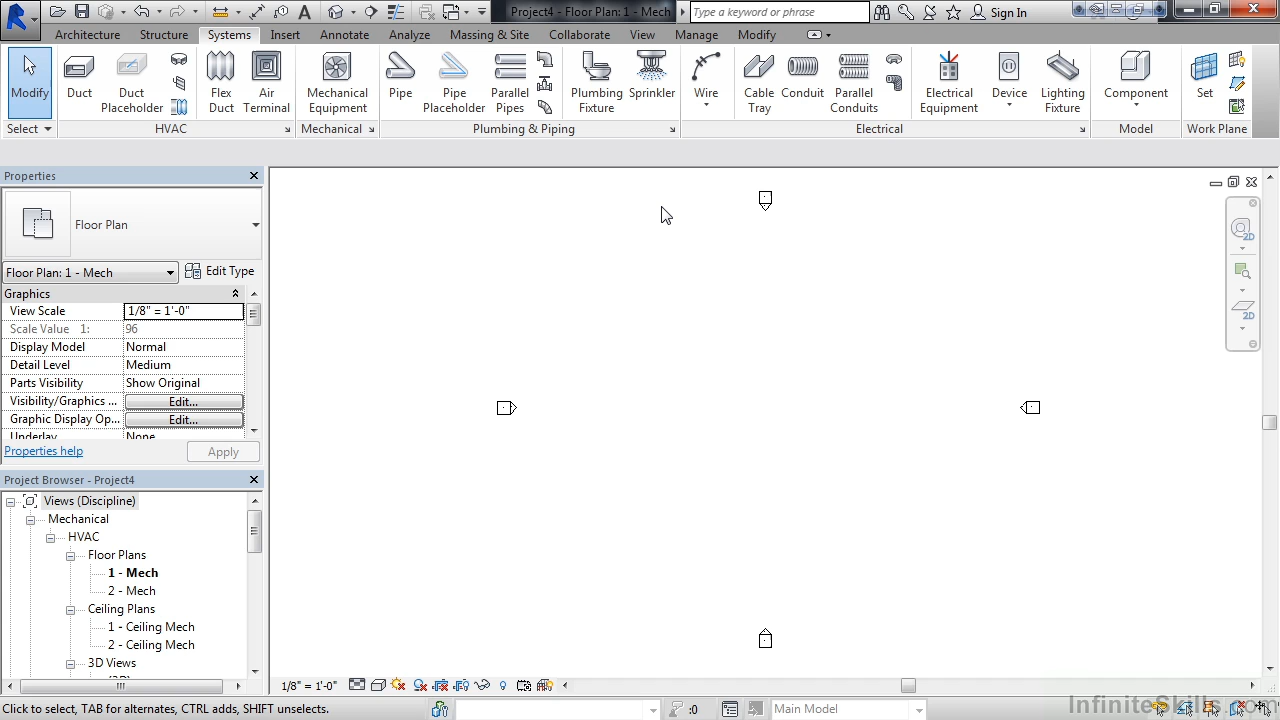 Project4 - Floor Plan: 1 - Mech
Type a keyword or phrase
Sign In
Architecture Structure Systems Insert Annotate Analyze Massing & Site Collaborate View Manage Modify
Modify
Duct
Duct Placeholder
Flex Duct
Air Terminal
Mechanical Equipment
Pipe
Pipe Placeholder
Parallel Pipes
Plumbing Fixture
Sprinkler
Wire
Cable Tray
Conduit
Parallel Conduits
Electrical Equipment
Device
Lighting Fixture
Component
Set
Select HVAC Mechanical Plumbing & Piping Electrical Model Work Plane
Properties
Floor Plan
Floor Plan: 1 - Mech Edit Type
Graphics
View Scale 1/8" = 1'-0"
Scale Value 1: 96
Display Model Normal
Detail Level Medium
Parts Visibility Show Original
Visibility/Graphics ... Edit...
Graphic Display Op... Edit...
Underlay None
Properties help Apply
Project Browser - Project4
Views (Discipline)
Mechanical
HVAC
Floor Plans
1 - Mech
2 - Mech
Ceiling Plans
1 - Ceiling Mech
2 - Ceiling Mech
3D Views
2D
2D
1/8" = 1'-0"
Click to select, TAB for alternates, CTRL adds, SHIFT unselects.
:0
Main Model
InfiniteSkills.com